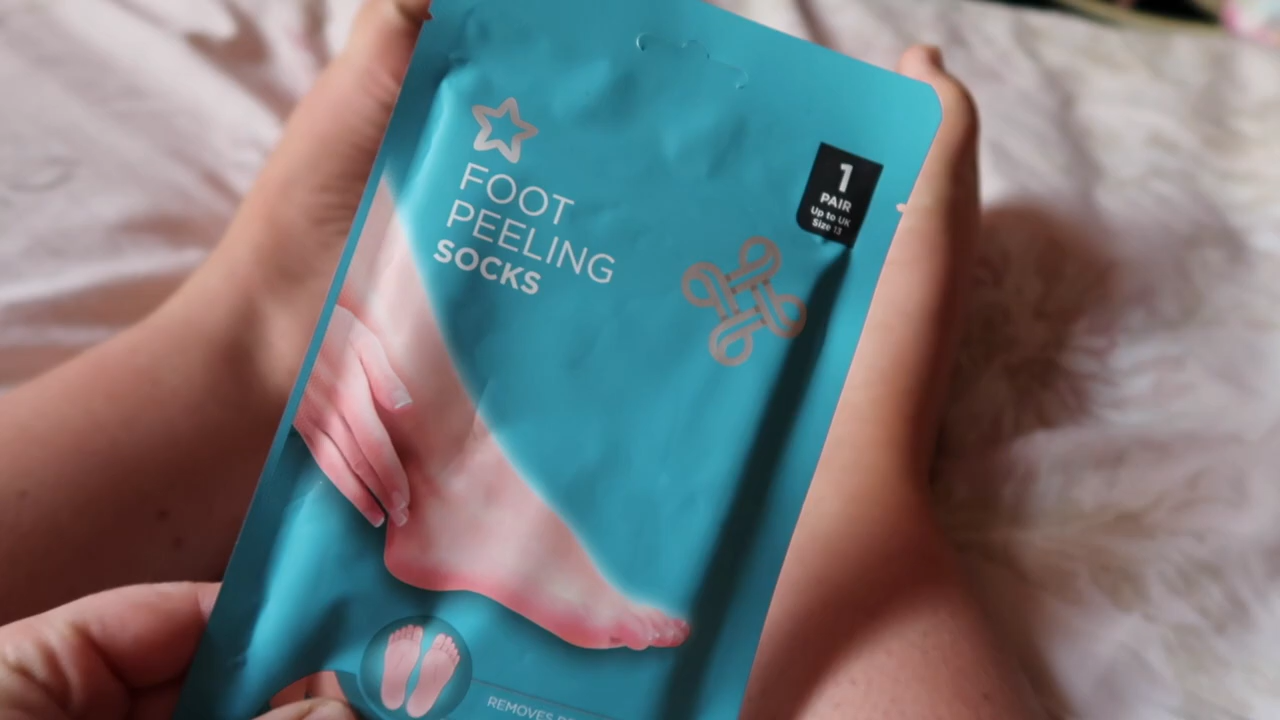 FOOT
PEELING
SOCKS
1
PAIR
Up to UK
Size 13
REMOVES